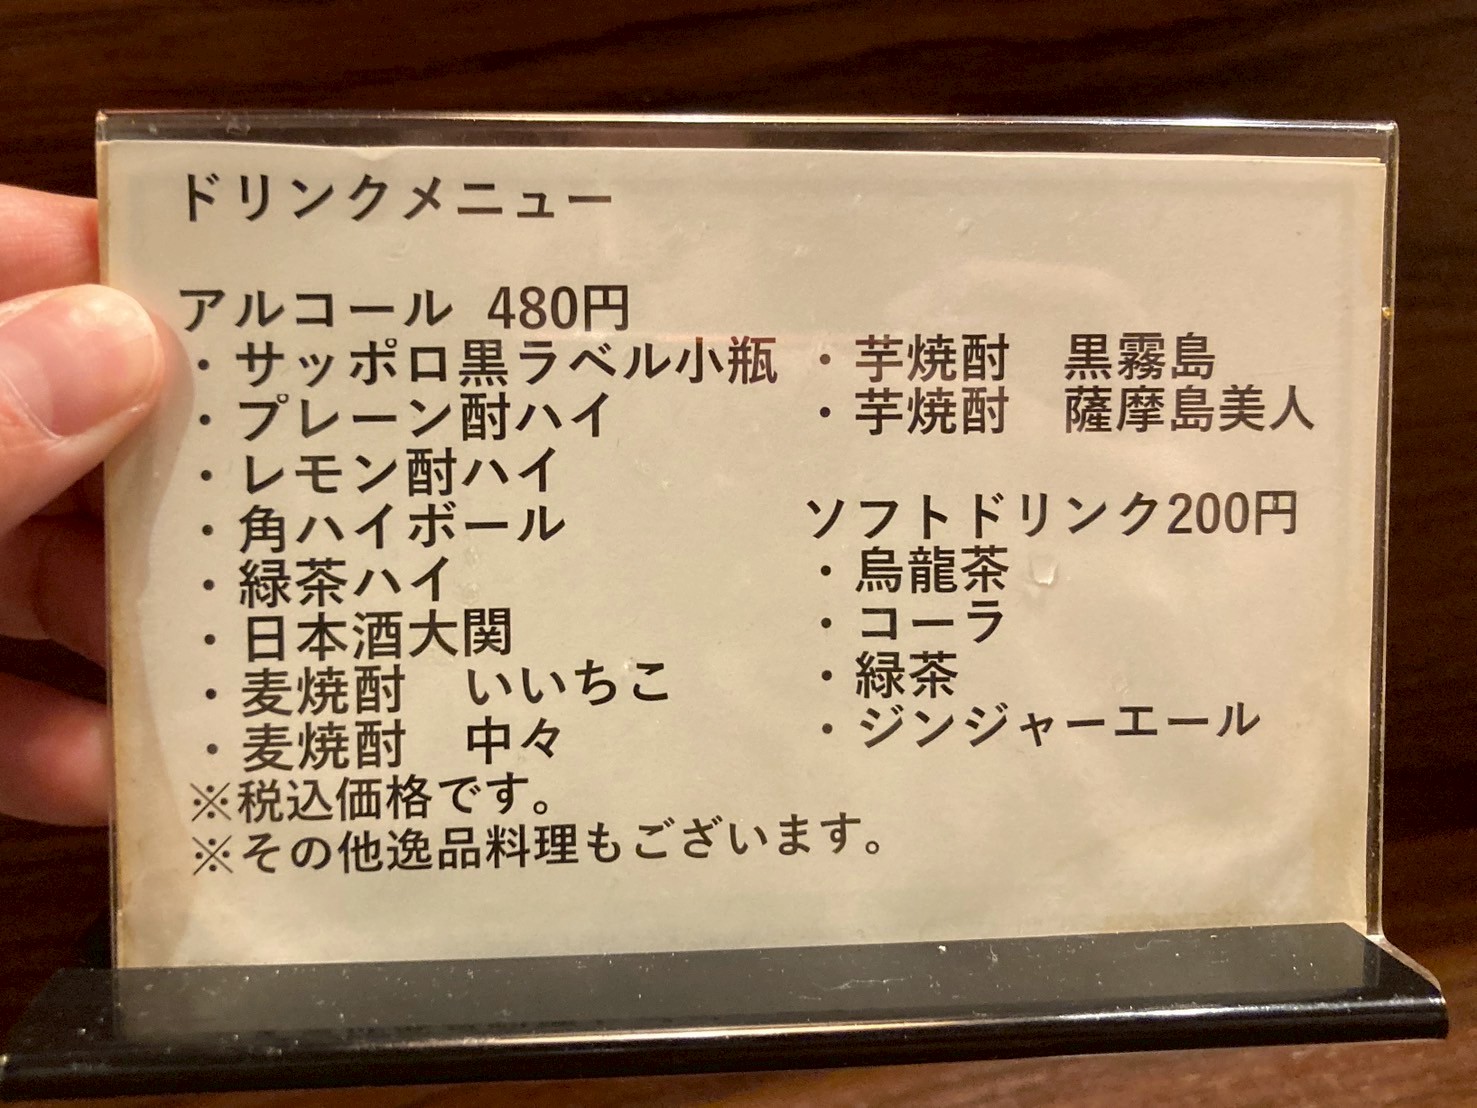 ドリンクメニュー
アルコール 480円
・サッポロ黒ラベル小瓶
・プレーン酎ハイ
・レモン酎ハイ
・角ハイボール
・緑茶ハイ
・日本酒大関
・麦焼酎　いいちこ
・麦焼酎　中々
※税込価格です。
※その他逸品料理もございます。
・芋焼酎　黒霧島
・芋焼酎　薩摩島美人
ソフトドリンク200円
・烏龍茶
・コーラ
・緑茶
・ジンジャーエール